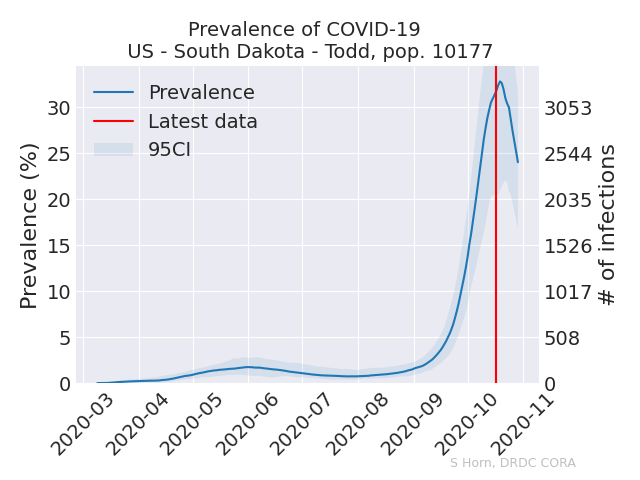 Prevalence of COVID-19
US - South Dakota - Todd, pop. 10177
Prevalence
Latest data
95CI
Prevalence (%)
30
25
20
15
10
5
0
3053
2544
2035
1526
1017
508
0
# of infections
2020-03
2020-04
2020-05
2020-06
2020-07
2020-08
2020-09
2020-10
2020-11
S Horn, DRDC CORA